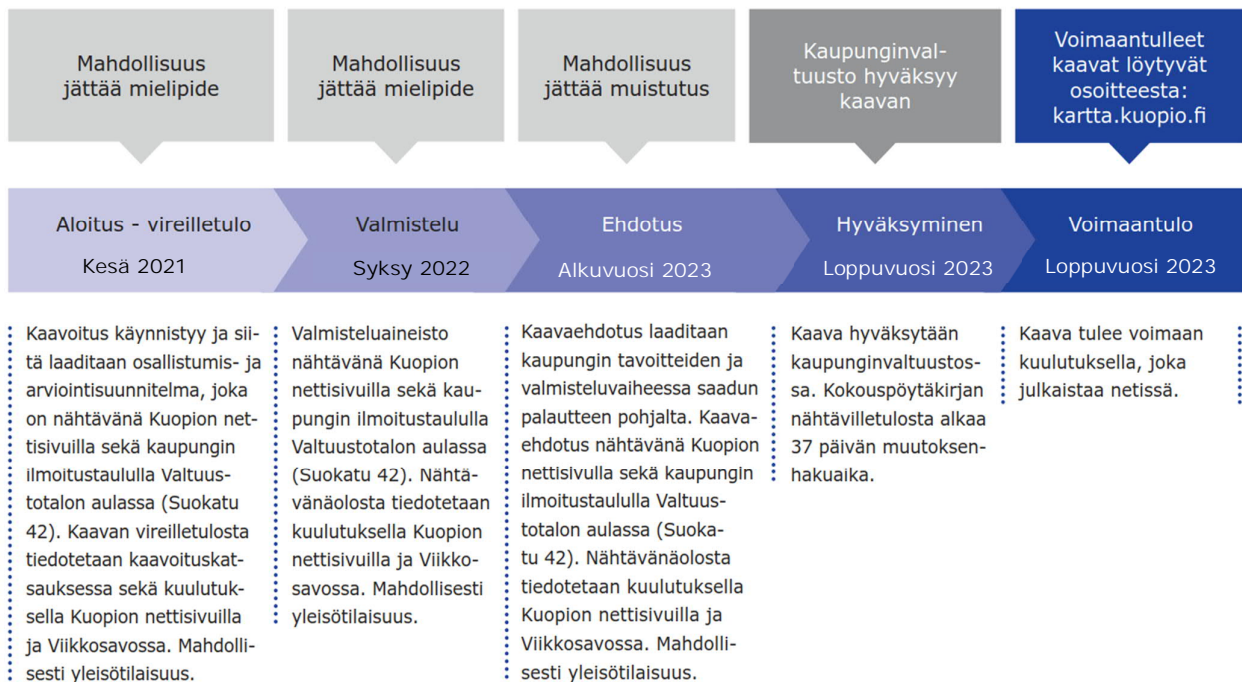 Mahdollisuus
jättää mielipide
Mahdollisuus
jättää mielipide
Mahdollisuus
jättää muistutus
Kaupunginval-
tuusto hyväksyy
kaavan
Voimaantulleet
kaavat löytyvät
osoitteesta:
kartta.kuopio.fi
Aloitus - vireilletulo
Kesä 2021
Valmistelu
Syksy 2022
Ehdotus
Alkuvuosi 2023
Hyväksyminen
Loppuvuosi 2023
Voimaantulo
Loppuvuosi 2023
Kaavoitus käynnistyy ja sii-
tä laaditaan osallistumis- ja
arviointisuunnitelma, joka
on nähtävänä Kuopion net-
tisivuilla sekä kaupungin
ilmoitustaululla Valtuus-
totalon aulassa (Suokatu
42). Kaavan vireilletulosta
tiedotetaan kaavoituskat-
sauksessa sekä kuulutuk-
sella Kuopion nettisivuilla
ja Viikkosavossa. Mahdolli-
sesti yleisötilaisuus.
Valmisteluaineisto
nähtävänä Kuopion
nettisivuilla sekä kau-
pungin ilmoitustaululla
Valtuustotalon aulassa
(Suokatu 42). Nähtä-
vänäolosta tiedotetaan
kuulutuksella Kuopion
nettisivuilla ja Viikko-
savossa. Mahdollisesti
yleisötilaisuus.
Kaavaehdotus laaditaan
kaupungin tavoitteiden ja
valmisteluvaiheessa saadun
palautteen pohjalta. Kaava-
ehdotus nähtävänä Kuopion
nettisivulla sekä kaupungin
ilmoitustaululla Valtuus-
totalon aulassa (Suoka-
tu 42). Nähtävänäolosta
tiedotetaan kuulutuksella
Kuopion nettisivuilla ja
Viikkosavossa. Mahdolli-
sesti yleisötilaisuus.
Kaava hyväksytään
kaupunginvaltuustos-
sa. Kokouspöytäkirjan
nähtävilletulosta alkaa
37 päivän muutoksen-
hakuaika.
Kaava tulee voimaan
kuulutuksella, joka
julkaistaa netissä.